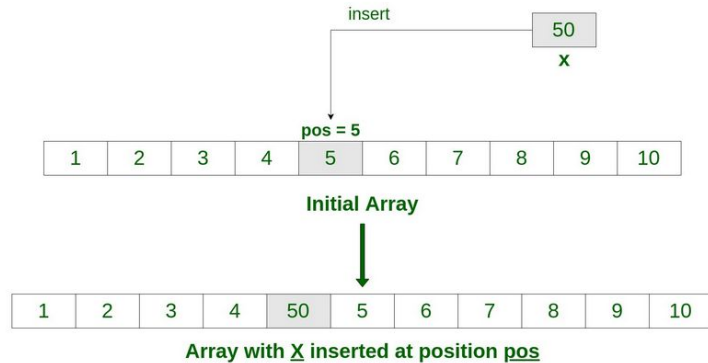 insert
50
x
pos = 5
1 2 3 4 5 6 7 8 9 10
Initial Array
1 2 3 4 50 5 6 7 8 9 10
Array with X inserted at position pos